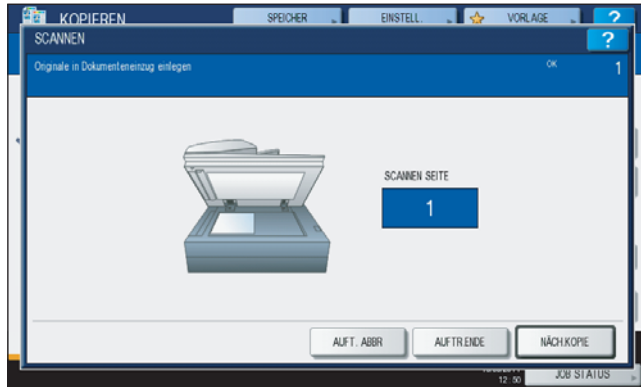 KOPIEREN
SPEICHER
EINSTELL.
VORLAGE
?
SCANNEN
?
Originale in Dokumenteneinzug einlegen
OK
1
SCANNEN SEITE
1
AUFT. ABBR
AUFTR.ENDE
NÄCH.KOPIE
12:50
JOB STATUS